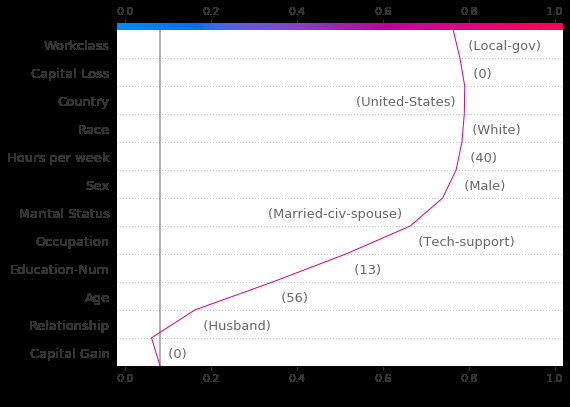 0.0 0.2 0.4 0.6 0.8 1.0
Workclass (Local-gov)
Capital Loss (0)
Country (United-States)
Race (White)
Hours per week (40)
Sex (Male)
Marital Status (Married-civ-spouse)
Occupation (Tech-support)
Education-Num (13)
Age (56)
Relationship (Husband)
Capital Gain (0)
0.0 0.2 0.4 0.6 0.8 1.0